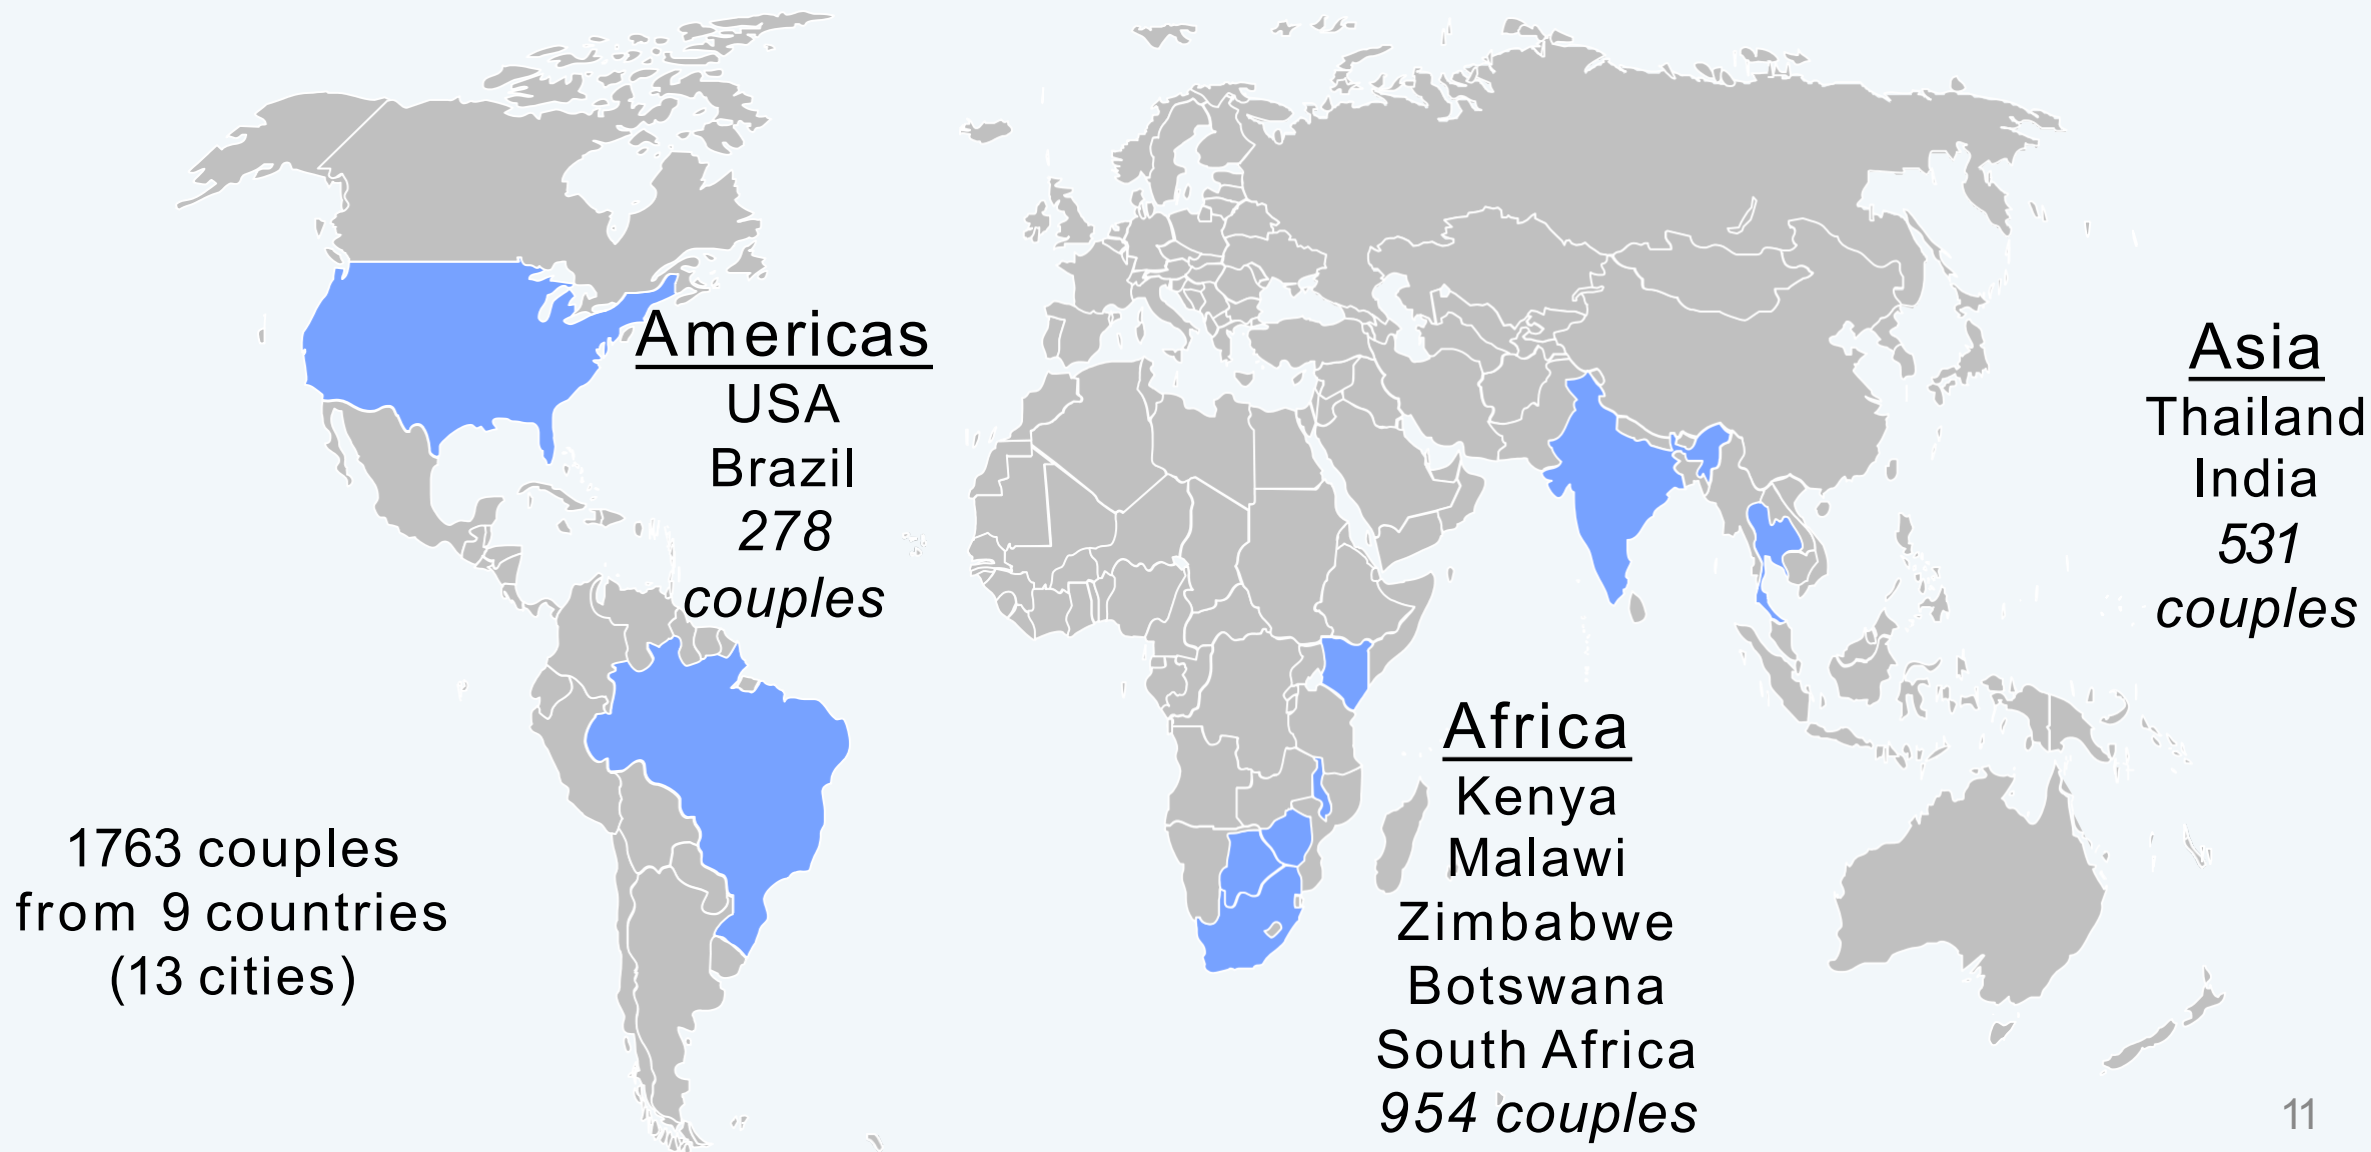 Americas
USA
Brazil
278
couples
Asia
Thailand
India
531
couples
Africa
Kenya
Malawi
Zimbabwe
Botswana
South Africa
954 couples
1763 couples
from 9 countries
(13 cities)
11